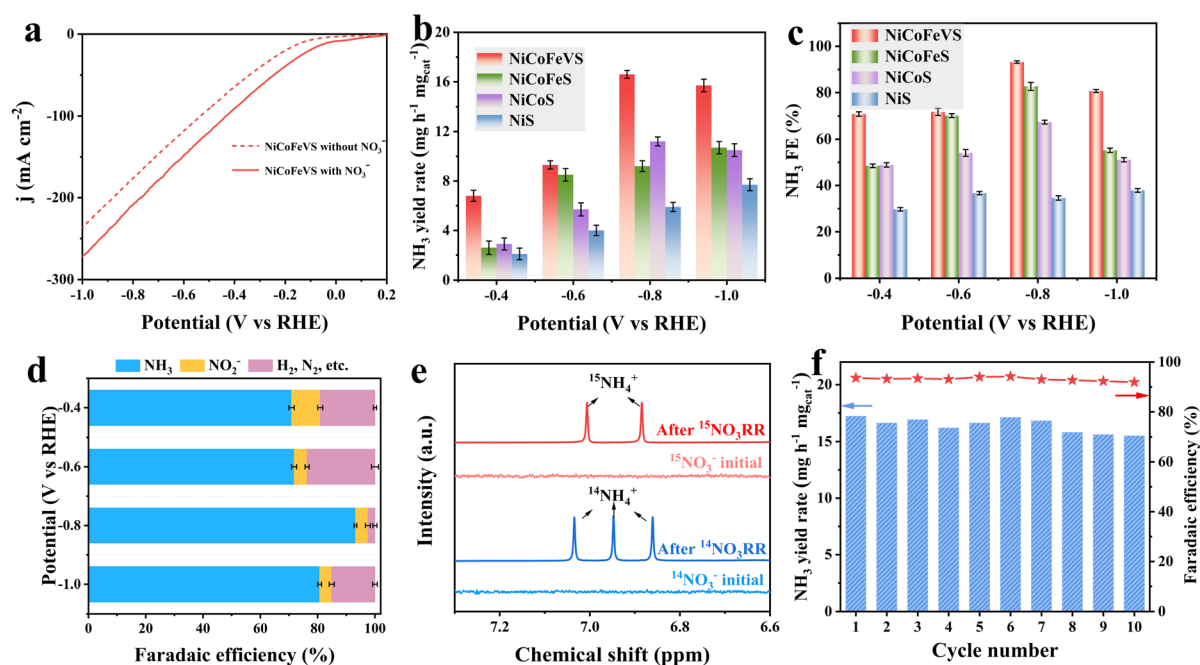 a
j (mA cm⁻²)
0
-100
-200
-300
NiCoFeVS without NO₃⁻
NiCoFeVS with NO₃⁻
-1.0 -0.8 -0.6 -0.4 -0.2 0.0 0.2
Potential (V vs RHE)
b
NH₃ yield rate (mg h⁻¹ mg꜀ₐₜ⁻¹)
20
16
12
8
4
0
NiCoFeVS
NiCoFeS
NiCoS
NiS
-0.4 -0.6 -0.8 -1.0
Potential (V vs RHE)
c
NH₃ FE (%)
100
80
60
40
20
0
NiCoFeVS
NiCoFeS
NiCoS
NiS
-0.4 -0.6 -0.8 -1.0
Potential (V vs RHE)
d
NH₃ NO₂⁻ H₂, N₂, etc.
Potential (V vs RHE)
-0.4
-0.6
-0.8
-1.0
0 20 40 60 80 100
Faradaic efficiency (%)
e
Intensity (a.u.)
¹⁵NH₄⁺
After ¹⁵NO₃RR
¹⁵NO₃⁻ initial
¹⁴NH₄⁺
After ¹⁴NO₃RR
¹⁴NO₃⁻ initial
7.2 7.0 6.8 6.6
Chemical shift (ppm)
f
NH₃ yield rate (mg h⁻¹ mg꜀ₐₜ⁻¹)
20
15
10
5
0
100
80
60
40
20
0
Faradaic efficiency (%)
1 2 3 4 5 6 7 8 9 10
Cycle number